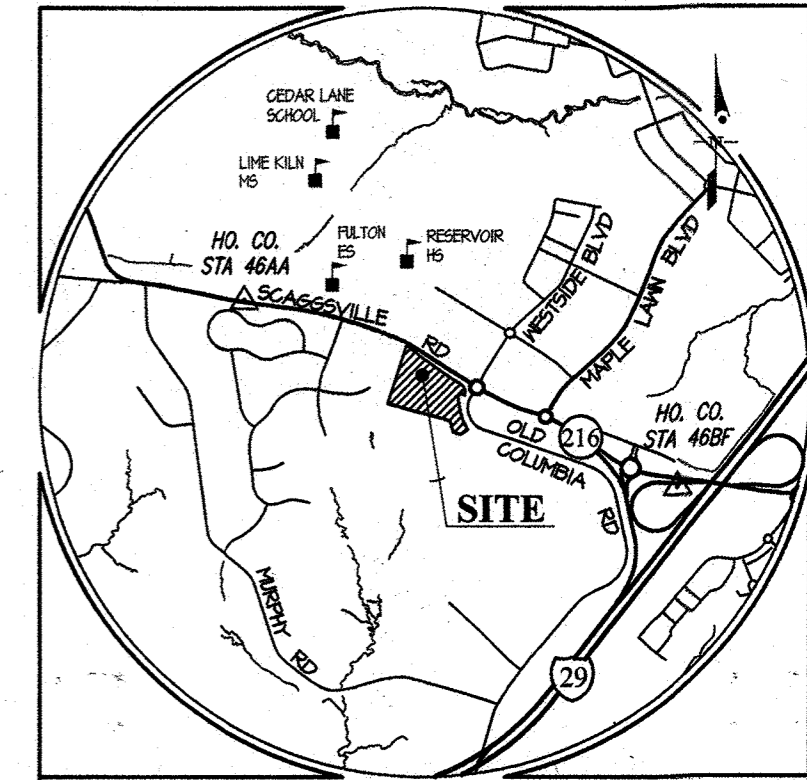 CEDAR LANE
SCHOOL
LIME KILN
MS
HO. CO.
STA 46AA
FULTON
ES
RESERVOIR
HS
SCAGGSVILLE
RD
WESTSIDE BLVD
MAPLE LAWN BLVD
N
OLD
COLUMBIA
RD
216
HO. CO.
STA 46BF
SITE
MURPHY
RD
29